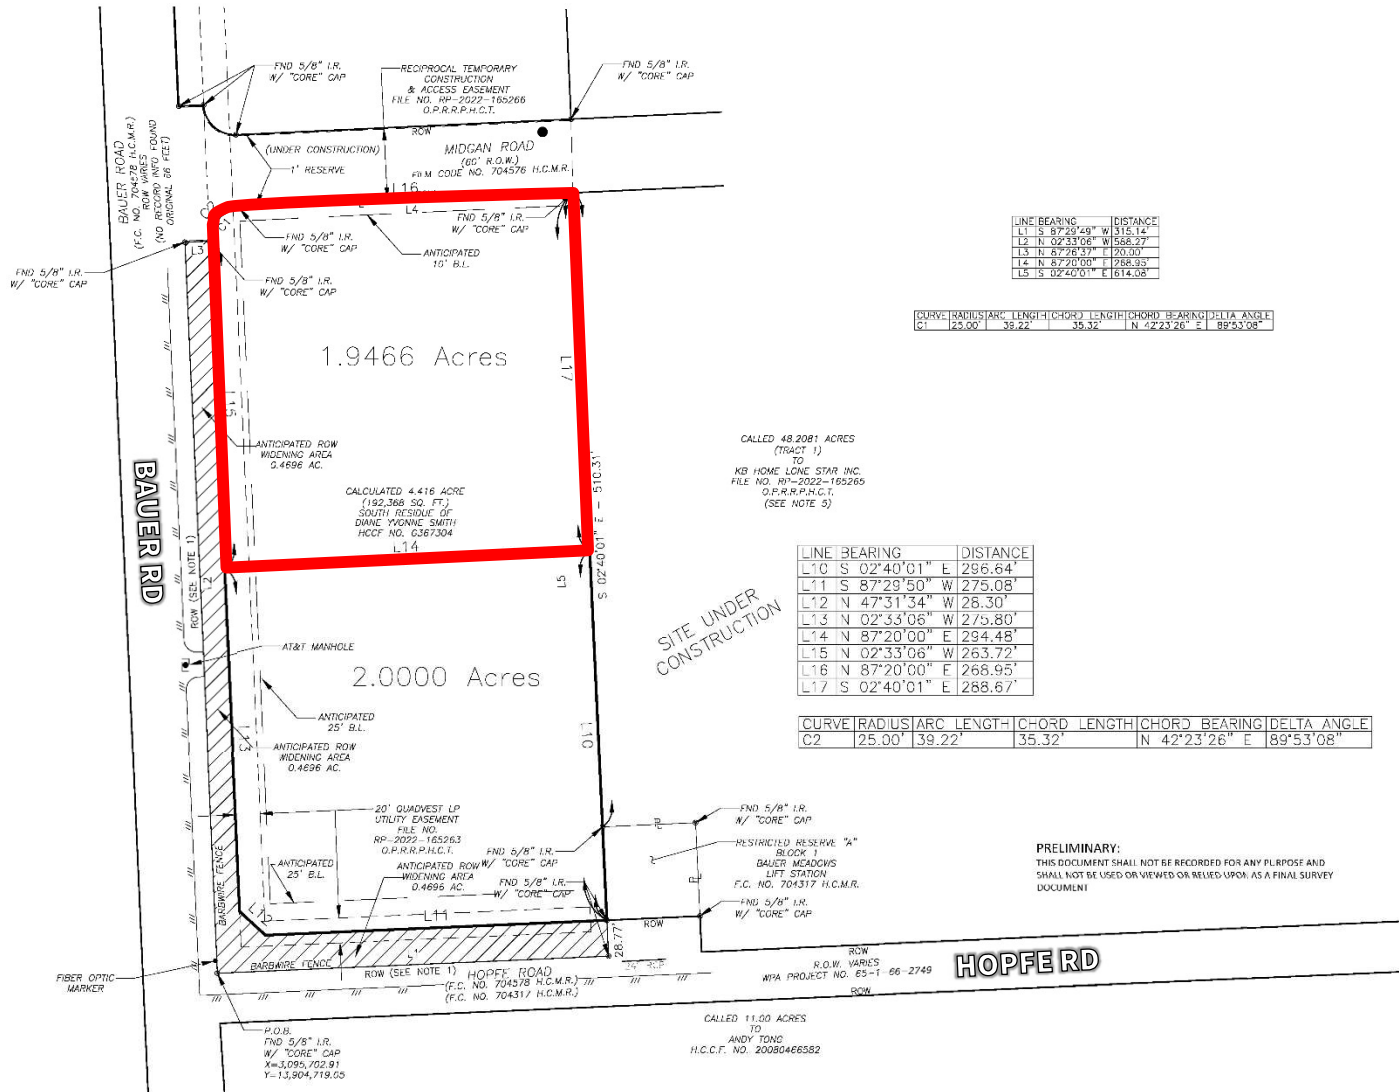 FND 5/8" I.R.
W/ "CORE" CAP
RECIPROCAL TEMPORARY
CONSTRUCTION
& ACCESS EASEMENT
FILE NO. RP-2022-165266
O.P.R.R.P.H.C.T.
FND 5/8" I.R.
W/ "CORE" CAP
ROW
(UNDER CONSTRUCTION)
1' RESERVE
MIDGAN ROAD
(60' R.O.W.)
FILM CODE NO. 704576 H.C.M.R.
BAUER ROAD
(F.C. NO. 704578 H.C.M.R.)
ROW VARIES
(NO RECORD INFO FOUND
ORIGINAL 66 FEET)
L16
L4
C2
C1
L3
FND 5/8" I.R.
W/ "CORE" CAP
FND 5/8" I.R.
W/ "CORE" CAP
ANTICIPATED
10' B.L.
FND 5/8" I.R.
W/ "CORE" CAP
FND 5/8" I.R.
W/ "CORE" CAP
LINE BEARING DISTANCE
L1 S 87°29'49" W 315.14'
L2 N 02°33'06" W 588.27'
L3 N 87°26'37" E 20.00'
L4 N 87°20'00" E 268.95'
L5 S 02°40'01" E 614.08'
CURVE RADIUS ARC LENGTH CHORD LENGTH CHORD BEARING DELTA ANGLE
C1 25.00' 39.22' 35.32' N 42°23'26" E 89°53'08"
1.9466 Acres
L17
L15
ANTICIPATED ROW
WIDENING AREA
0.4696 AC.
CALCULATED 4.416 ACRE
(192,368 SQ. FT.)
SOUTH RESIDUE OF
DIANE YVONNE SMITH
HCCF NO. G367304
L14
BAUER RD
CALLED 48.2081 ACRES
(TRACT 1)
TO
KB HOME LONE STAR INC.
FILE NO. RP-2022-165265
O.P.R.R.P.H.C.T.
(SEE NOTE 5)
S 02°40'01" E - 510.31'
L5
L2
ROW (SEE NOTE 1)
SITE UNDER
CONSTRUCTION
LINE BEARING DISTANCE
L10 S 02°40'01" E 296.64'
L11 S 87°29'50" W 275.08'
L12 N 47°31'34" W 28.30'
L13 N 02°33'06" W 275.80'
L14 N 87°20'00" E 294.48'
L15 N 02°33'06" W 263.72'
L16 N 87°20'00" E 268.95'
L17 S 02°40'01" E 288.67'
CURVE RADIUS ARC LENGTH CHORD LENGTH CHORD BEARING DELTA ANGLE
C2 25.00' 39.22' 35.32' N 42°23'26" E 89°53'08"
AT&T MANHOLE
2.0000 Acres
ANTICIPATED
25' B.L.
L13
L10
ANTICIPATED ROW
WIDENING AREA
0.4696 AC.
20' QUADVEST LP
UTILITY EASEMENT
FILE NO.
RP-2022-165263
O.P.R.R.P.H.C.T.
FND 5/8" I.R.
W/ "CORE" CAP
ANTICIPATED
25' B.L.
ANTICIPATED ROW
WIDENING AREA
0.4696 AC.
FND 5/8" I.R.
W/ "CORE" CAP
FND 5/8" I.R.
W/ "CORE" CAP
RESTRICTED RESERVE "A"
BLOCK 1
BAUER MEADOWS
LIFT STATION
F.C. NO. 704317 H.C.M.R.
FND 5/8" I.R.
W/ "CORE" CAP
PRELIMINARY:
THIS DOCUMENT SHALL NOT BE RECORDED FOR ANY PURPOSE AND
SHALL NOT BE USED OR VIEWED OR RELIED UPON AS A FINAL SURVEY
DOCUMENT
BARBWIRE FENCE
L12
L11
ROW
28.77'
L1
BARBWIRE FENCE
ROW (SEE NOTE 1)
HOPFE ROAD
(F.C. NO. 704578 H.C.M.R.)
(F.C. NO. 704317 H.C.M.R.)
24" RCP
ROW
R.O.W. VARIES
WPA PROJECT NO. 65-1-66-2749
ROW
HOPFE RD
FIBER OPTIC
MARKER
P.O.B.
FND 5/8" I.R.
W/ "CORE" CAP
X=3,095,702.91
Y=13,904,719.05
CALLED 11.00 ACRES
TO
ANDY TONG
H.C.C.F. NO. 20080466582